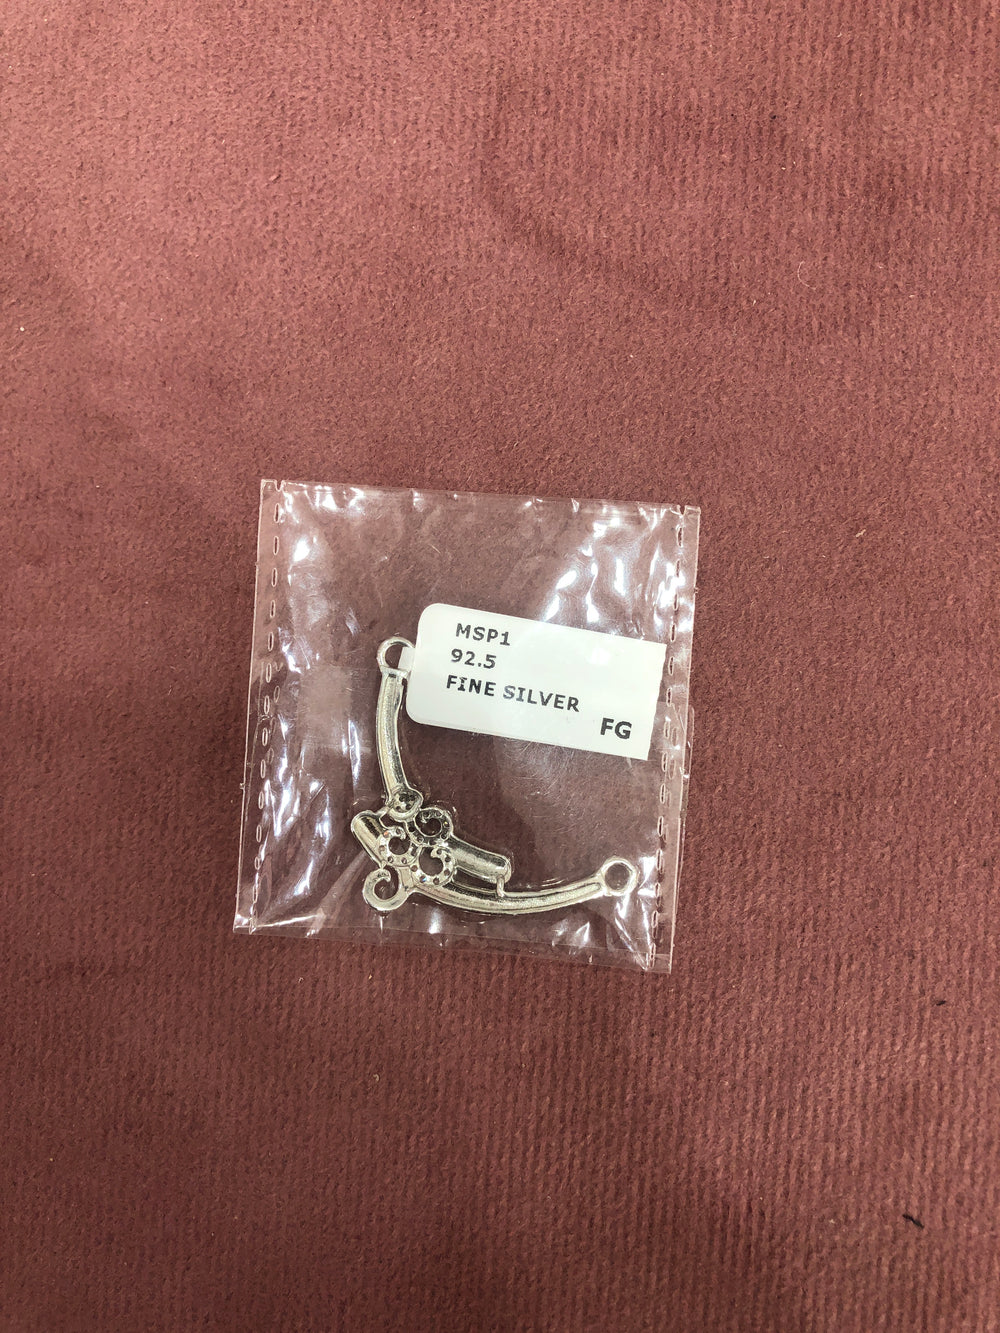 MSP1
92.5
FINE SILVER
FG